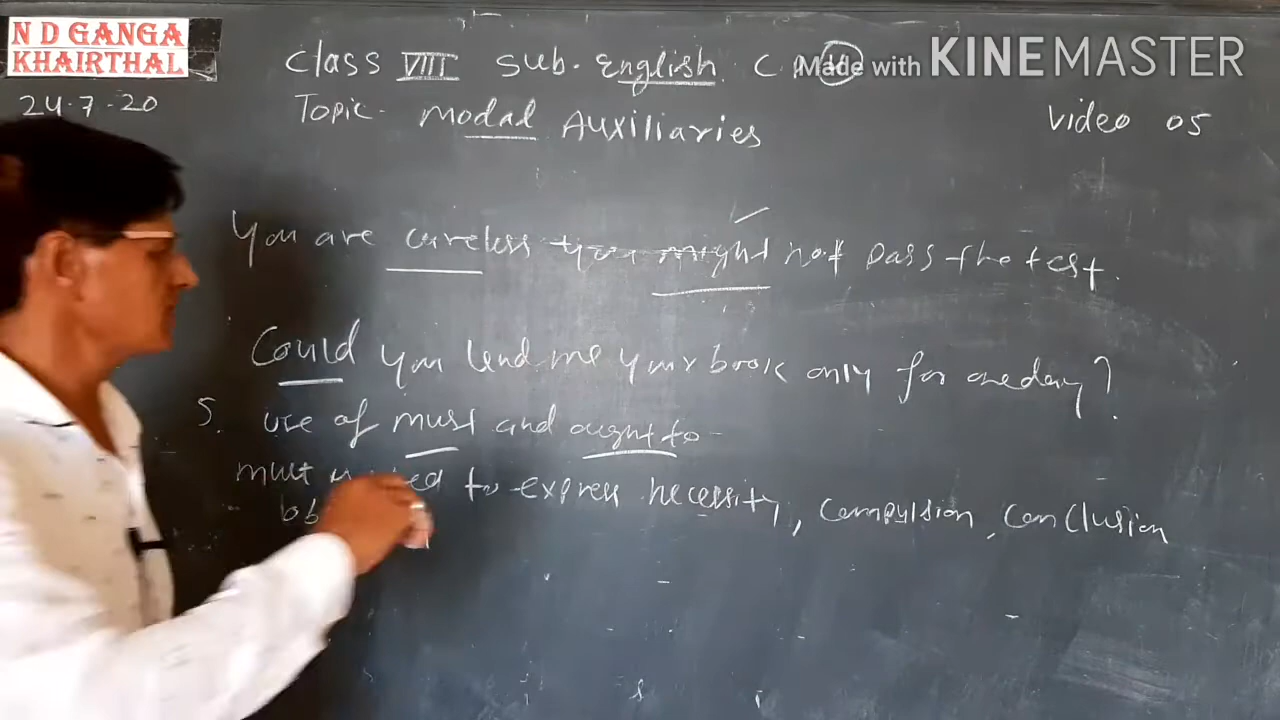 N D GANGA
KHAIRTHAL
24.7.20
Class VIII Sub. English C
Made with KINEMASTER
Topic - Modal Auxiliaries
Video 05
You are careless you might not pass the test.
Could you lend me your book only for one day?
5. use of must and ought to -
must to express necessity, compulsion, conclusion
ob